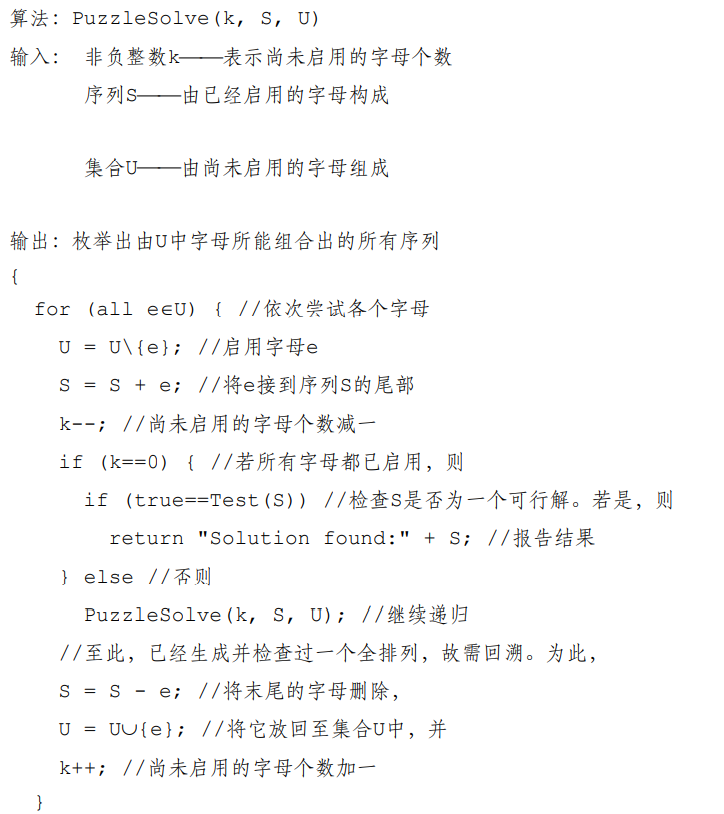 算法：PuzzleSolve(k, S, U)
输入： 非负整数k——表示尚未启用的字母个数
序列S——由已经启用的字母构成
集合U——由尚未启用的字母组成
输出：枚举出由U中字母所能组合出的所有序列
{
for (all e∈U) { //依次尝试各个字母
U = U\{e}; //启用字母e
S = S + e; //将e接到序列S的尾部
k--; //尚未启用的字母个数减一
if (k==0) { //若所有字母都已启用，则
if (true==Test(S)) //检查S是否为一个可行解。若是，则
return "Solution found:" + S; //报告结果
} else //否则
PuzzleSolve(k, S, U); //继续递归
//至此，已经生成并检查过一个全排列，故需回溯。为此，
S = S - e; //将末尾的字母删除，
U = U∪{e}; //将它放回至集合U中，并
k++; //尚未启用的字母个数加一
}